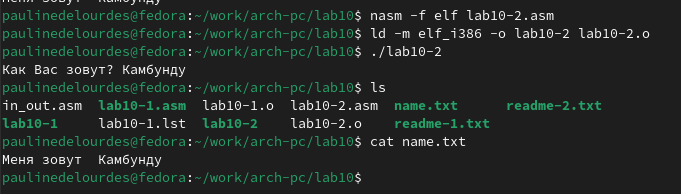 Меня зовут  Камбунду
paulinedelourdes@fedora:~/work/arch-pc/lab10$ nasm -f elf lab10-2.asm
paulinedelourdes@fedora:~/work/arch-pc/lab10$ ld -m elf_i386 -o lab10-2 lab10-2.o
paulinedelourdes@fedora:~/work/arch-pc/lab10$ ./lab10-2
Как Вас зовут? Камбунду
paulinedelourdes@fedora:~/work/arch-pc/lab10$ ls
in_out.asm  lab10-1.asm  lab10-1.o  lab10-2.asm  name.txt  readme-2.txt
lab10-1  lab10-1.lst  lab10-2  lab10-2.o  readme-1.txt
paulinedelourdes@fedora:~/work/arch-pc/lab10$ cat name.txt
Меня зовут  Камбунду
paulinedelourdes@fedora:~/work/arch-pc/lab10$